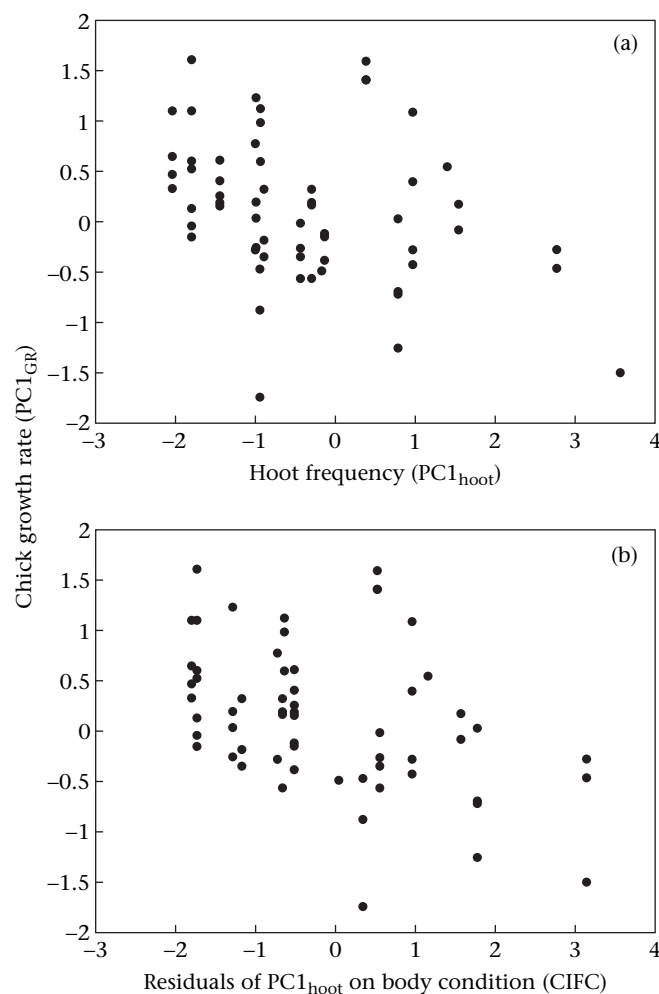 2
(a)
1.5
1
0.5
0
−0.5
−1
−1.5
−2
−3 −2 −1 0 1 2 3 4
Hoot frequency (PC1hoot)
Chick growth rate (PC1GR)
2
(b)
1.5
1
0.5
0
−0.5
−1
−1.5
−2
−3 −2 −1 0 1 2 3 4
Residuals of PC1hoot on body condition (CIFC)